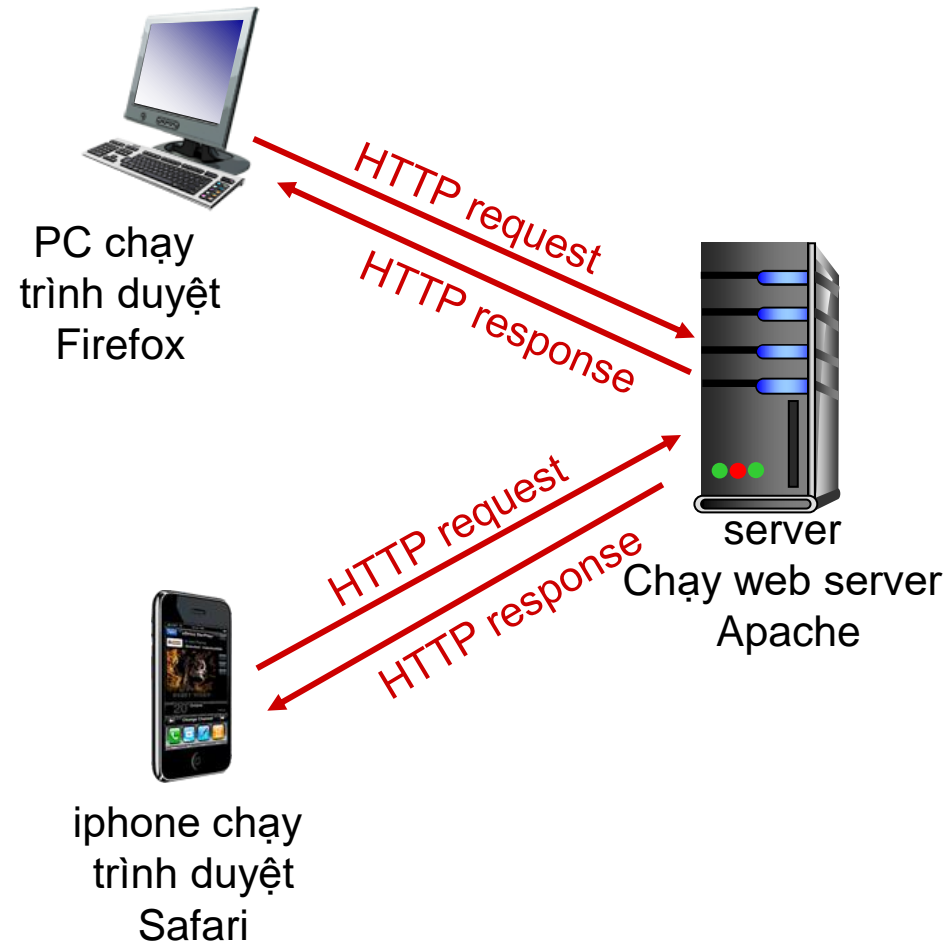 HTTP request
HTTP response
PC chạy
trình duyệt
Firefox
HTTP request
HTTP response
server
Chạy web server
Apache
iphone chạy
trình duyệt
Safari